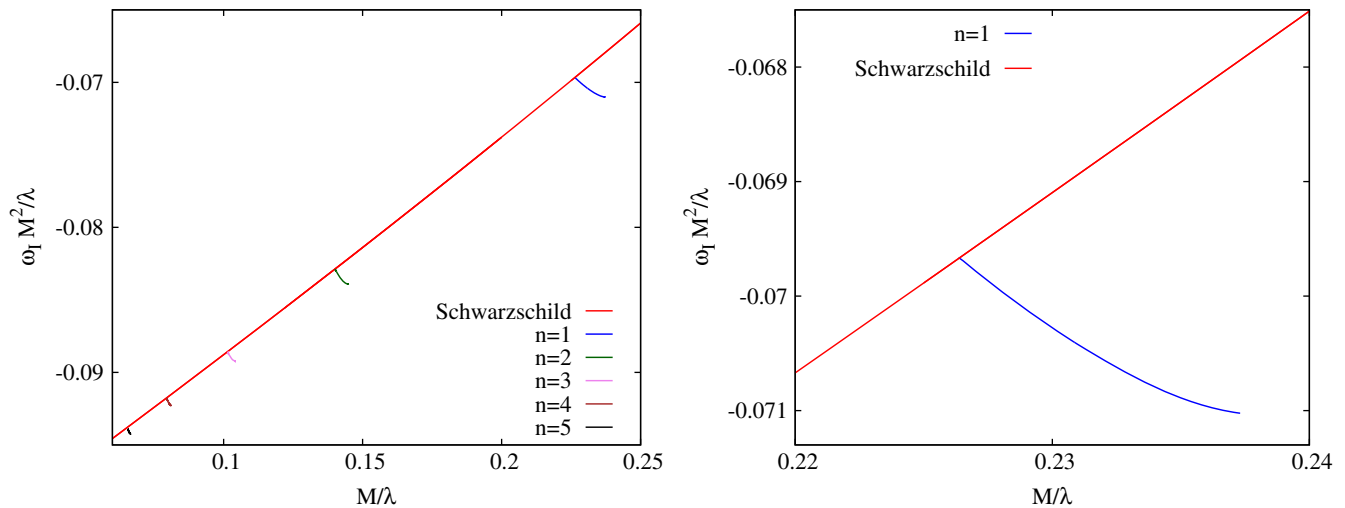 -0.07
-0.08
-0.09
ω_I M^2/λ
Schwarzschild
n=1
n=2
n=3
n=4
n=5
0.1
0.15
0.2
0.25
M/λ
n=1
Schwarzschild
-0.068
-0.069
-0.07
-0.071
ω_I M^2/λ
0.22
0.23
0.24
M/λ